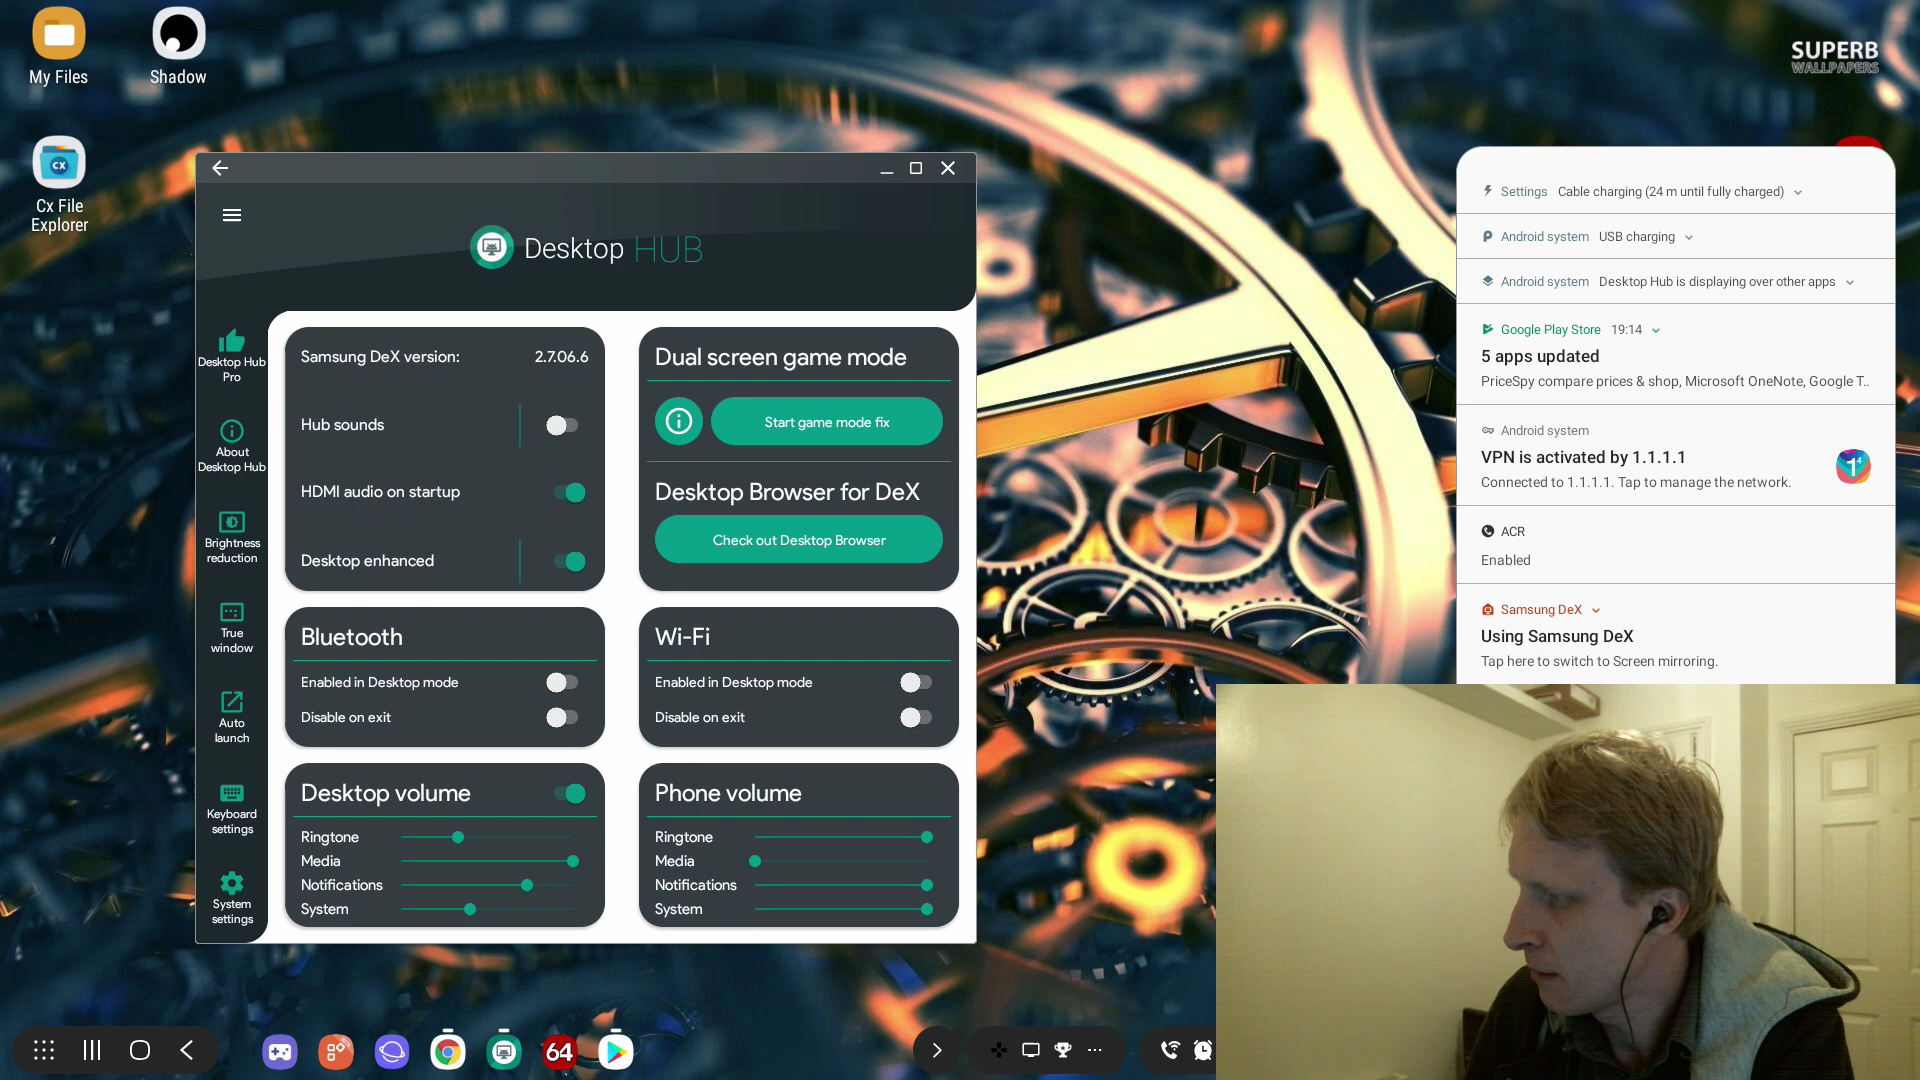 My Files
Shadow
Cx File
Explorer
SUPERB
WALLPAPERS
Desktop HUB
Desktop Hub
Pro
About
Desktop Hub
Brightness
reduction
True
window
Auto
launch
Keyboard
settings
System
settings
Samsung DeX version: 2.7.06.6
Hub sounds
HDMI audio on startup
Desktop enhanced
Dual screen game mode
Start game mode fix
Desktop Browser for DeX
Check out Desktop Browser
Bluetooth
Enabled in Desktop mode
Disable on exit
Wi-Fi
Enabled in Desktop mode
Disable on exit
Desktop volume
Ringtone
Media
Notifications
System
Phone volume
Ringtone
Media
Notifications
System
Settings Cable charging (24 m until fully charged)
Android system USB charging
Android system Desktop Hub is displaying over other apps
Google Play Store 19:14
5 apps updated
PriceSpy compare prices & shop, Microsoft OneNote, Google T..
Android system
VPN is activated by 1.1.1.1
Connected to 1.1.1.1. Tap to manage the network.
1⁴
ACR
Enabled
Samsung DeX
Using Samsung DeX
Tap here to switch to Screen mirroring.
cx
64